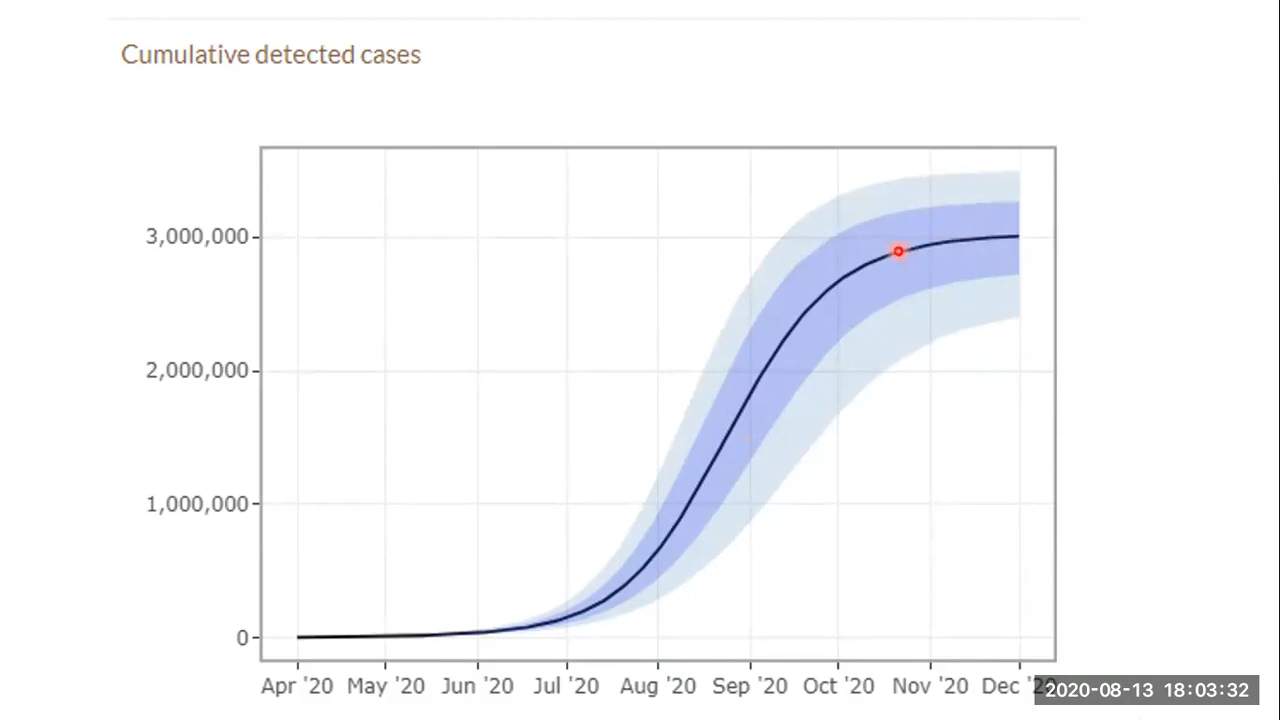 Cumulative detected cases
3,000,000
2,000,000
1,000,000
0
Apr '20 May '20 Jun '20 Jul '20 Aug '20 Sep '20 Oct '20 Nov '20 Dec '20
2020-08-13 18:03:32